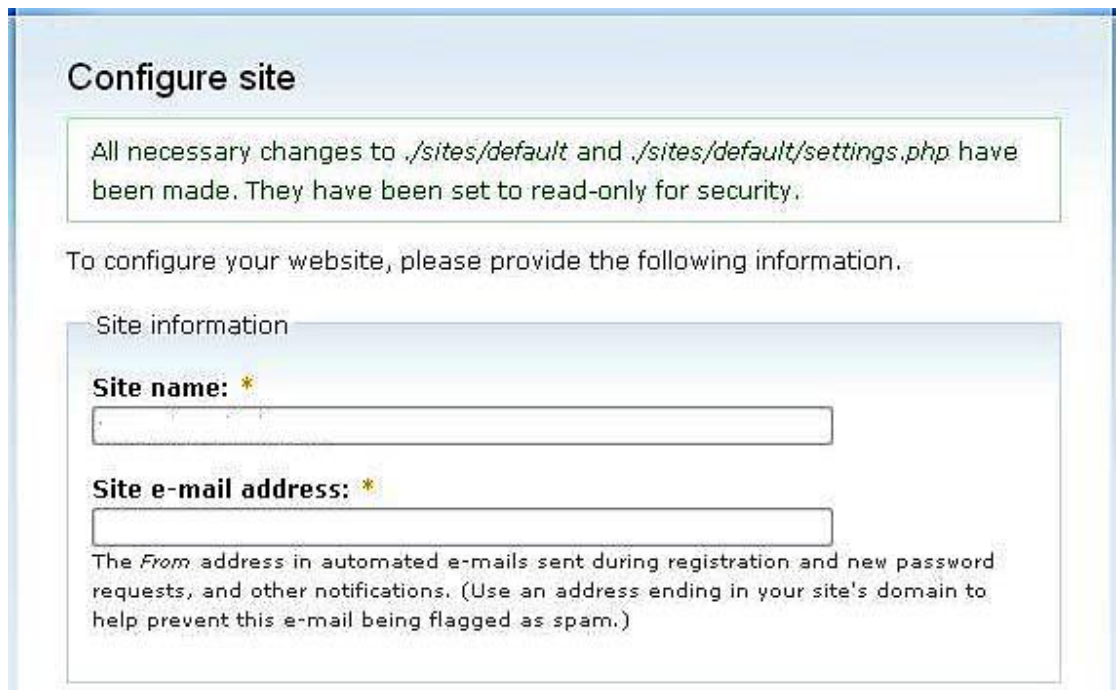 Configure site
All necessary changes to ./sites/default and ./sites/default/settings.php have
been made. They have been set to read-only for security.
To configure your website, please provide the following information.
Site information
Site name: *
Site e-mail address: *
The From address in automated e-mails sent during registration and new password
requests, and other notifications. (Use an address ending in your site's domain to
help prevent this e-mail being flagged as spam.)